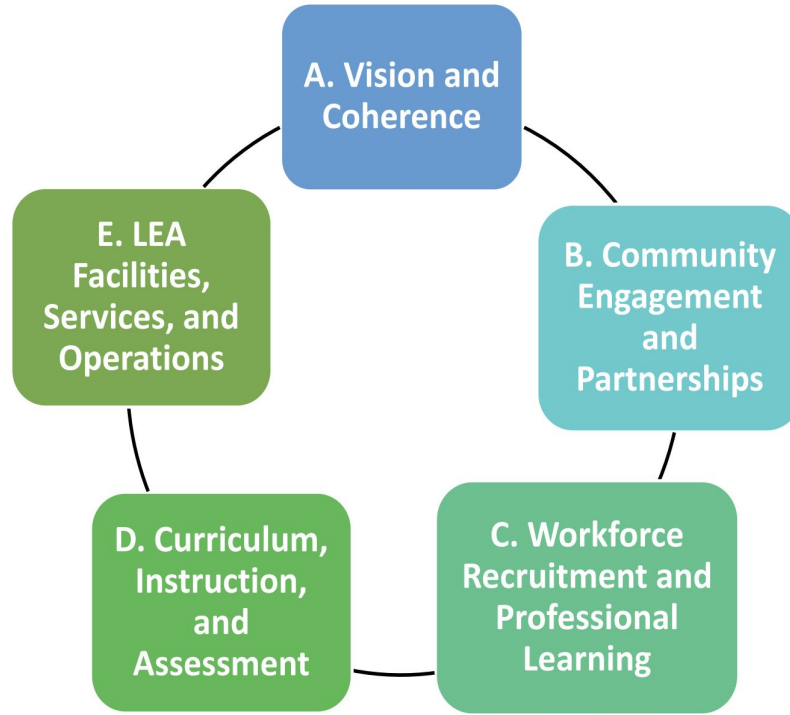 A. Vision and
Coherence
B. Community
Engagement
and
Partnerships
C. Workforce
Recruitment and
Professional
Learning
D. Curriculum,
Instruction,
and
Assessment
E. LEA
Facilities,
Services, and
Operations